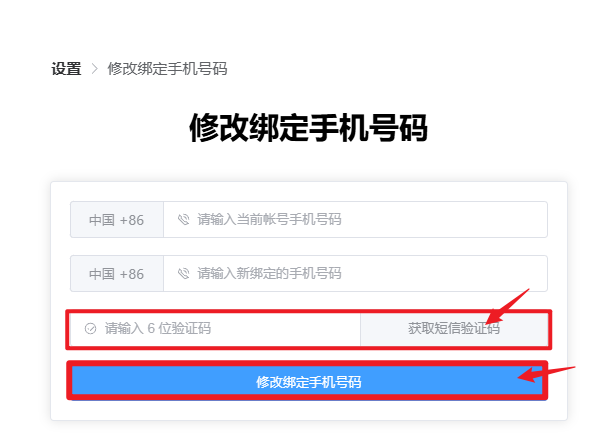 设置 > 修改绑定手机号码
修改绑定手机号码
中国 +86 请输入当前帐号手机号码
中国 +86 请输入新绑定的手机号码
请输入 6 位验证码 获取短信验证码
修改绑定手机号码